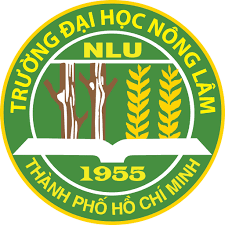 TRƯỜNG ĐẠI HỌC NÔNG LÂM
NLU
1955
THÀNH PHỐ HỒ CHÍ MINH